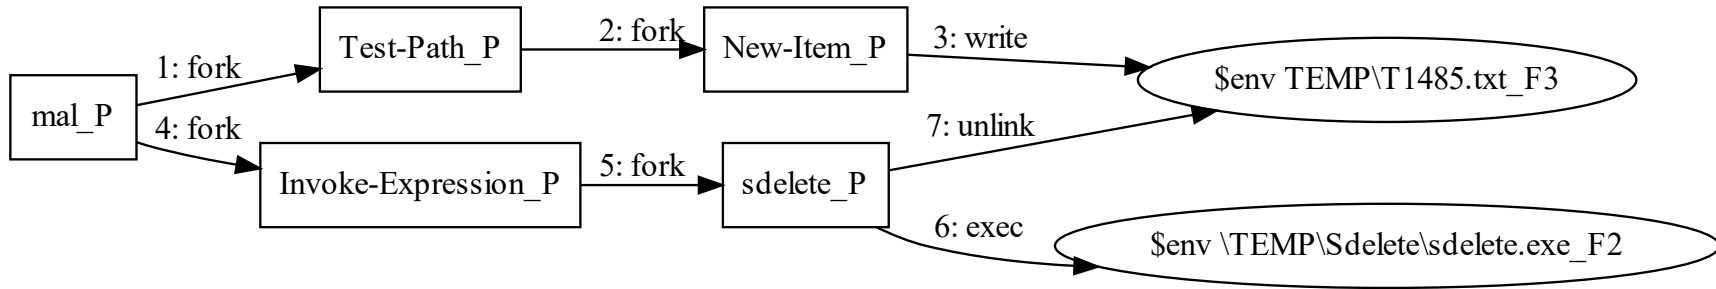 mal_P
1: fork
Test-Path_P
2: fork
New-Item_P
3: write
$env TEMP\T1485.txt_F3
4: fork
Invoke-Expression_P
5: fork
sdelete_P
7: unlink
6: exec
$env \TEMP\Sdelete\sdelete.exe_F2